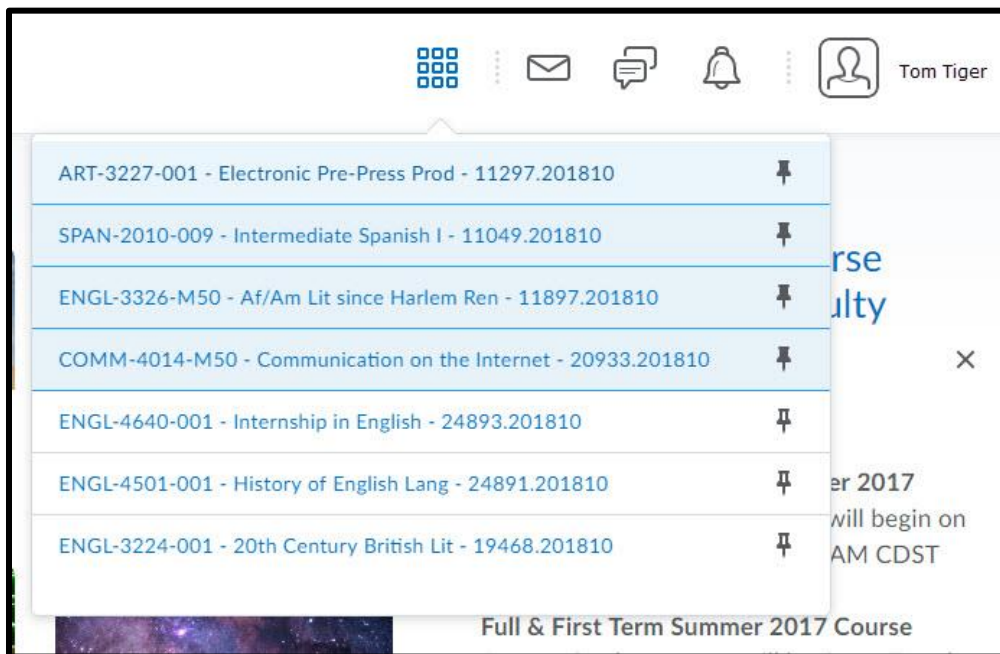 Tom Tiger
ART-3227-001 - Electronic Pre-Press Prod - 11297.201810
SPAN-2010-009 - Intermediate Spanish I - 11049.201810
ENGL-3326-M50 - Af/Am Lit since Harlem Ren - 11897.201810
COMM-4014-M50 - Communication on the Internet - 20933.201810
ENGL-4640-001 - Internship in English - 24893.201810
ENGL-4501-001 - History of English Lang - 24891.201810
ENGL-3224-001 - 20th Century British Lit - 19468.201810
rse
ulty
er 2017
will begin on
AM CDST
Full & First Term Summer 2017 Course